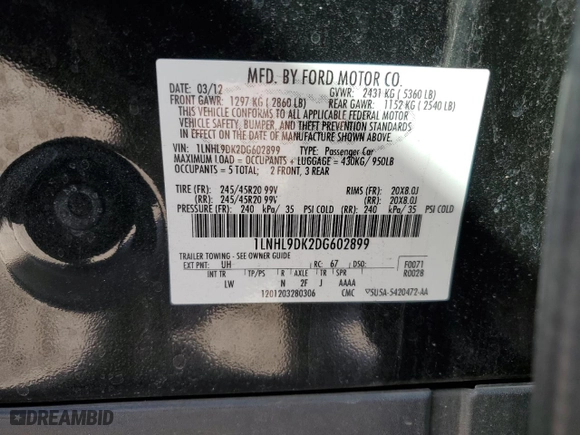 MFD. BY FORD MOTOR CO.
DATE: 03/12 GVWR: 2431 KG ( 5360 LB)
FRONT GAWR: 1297 KG ( 2860 LB) REAR GAWR: 1152 KG ( 2540 LB)
THIS VEHICLE CONFORMS TO ALL APPLICABLE FEDERAL MOTOR
VEHICLE SAFETY, BUMPER, AND THEFT PREVENTION STANDARDS
IN EFFECT ON THE DATE OF MANUFACTURE SHOWN ABOVE.
VIN: 1LNHL9DK2DG602899 TYPE: Passenger Car
MAXIMUM LOAD = OCCUPANTS + LUGGAGE = 430KG/ 950LB
OCCUPANTS = 5 TOTAL; 2 FRONT, 3 REAR
TIRE (FR): 245/45R20 99V RIMS (FR): 20X8.0J
(RR): 245/45R20 99V (RR): 20X8.0J
PRESSURE (FR): 240 kPa/ 35 PSI COLD (RR): 240 kPa/ 35 PSI COLD
1LNHL9DK2DG602899
TRAILER TOWING - SEE OWNER GUIDE
EXT PNT: UH RC: 67 DSO: F0071
INT TR TP/PS R AXLE TR SPR R0028
LW N 2F J AAAA
1201203280306 CMC ▽5USA-5420472-AA
DREAMBID